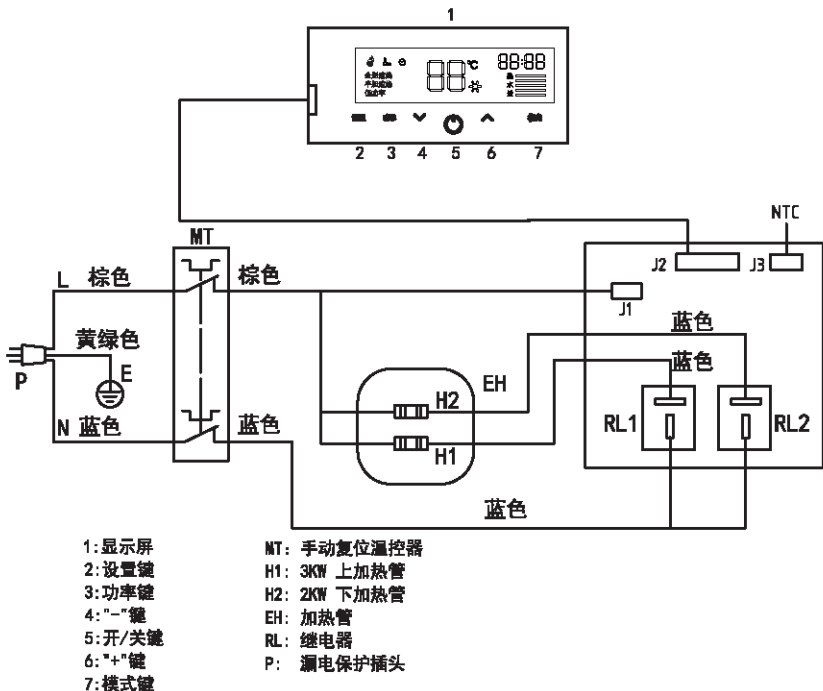 1
88 ℃ 88:88
热
水
量
2 3 4 5 6 7
NTC
MT
J2 J3
L 棕色 棕色
J1
黄绿色
蓝色
蓝色
P E
EH
H2
N 蓝色 蓝色
RL1 RL2
H1
蓝色
1:显示屏
2:设置键
3:功率键
4:"-"键
5:开/关键
6:"+"键
7:模式键
MT: 手动复位温控器
H1: 3KW 上加热管
H2: 2KW 下加热管
EH: 加热管
RL: 继电器
P: 漏电保护插头